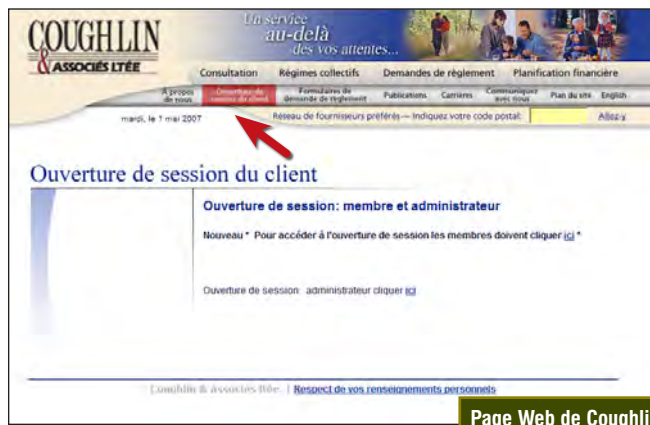 COUGHLIN
& ASSOCIÉS LTÉE
Un service
au-delà
des vos attentes...
Consultation Régimes collectifs Demandes de règlement Planification financière
À propos de nous Ouverture de session du client Formulaires de demande de règlement Publications Carrières Communiquez avec nous Plan du site English
mardi, le 1 mai 2007
Réseau de fournisseurs préférés — Indiquez votre code postal: Allez-y
Ouverture de session du client
Ouverture de session: membre et administrateur
Nouveau * Pour accéder à l'ouverture de session les membres doivent cliquer ici *
Ouverture de session: administrateur cliquer ici
Coughlin & Associés ltée. | Respect de vos renseignements personnels
Page Web de Coughli